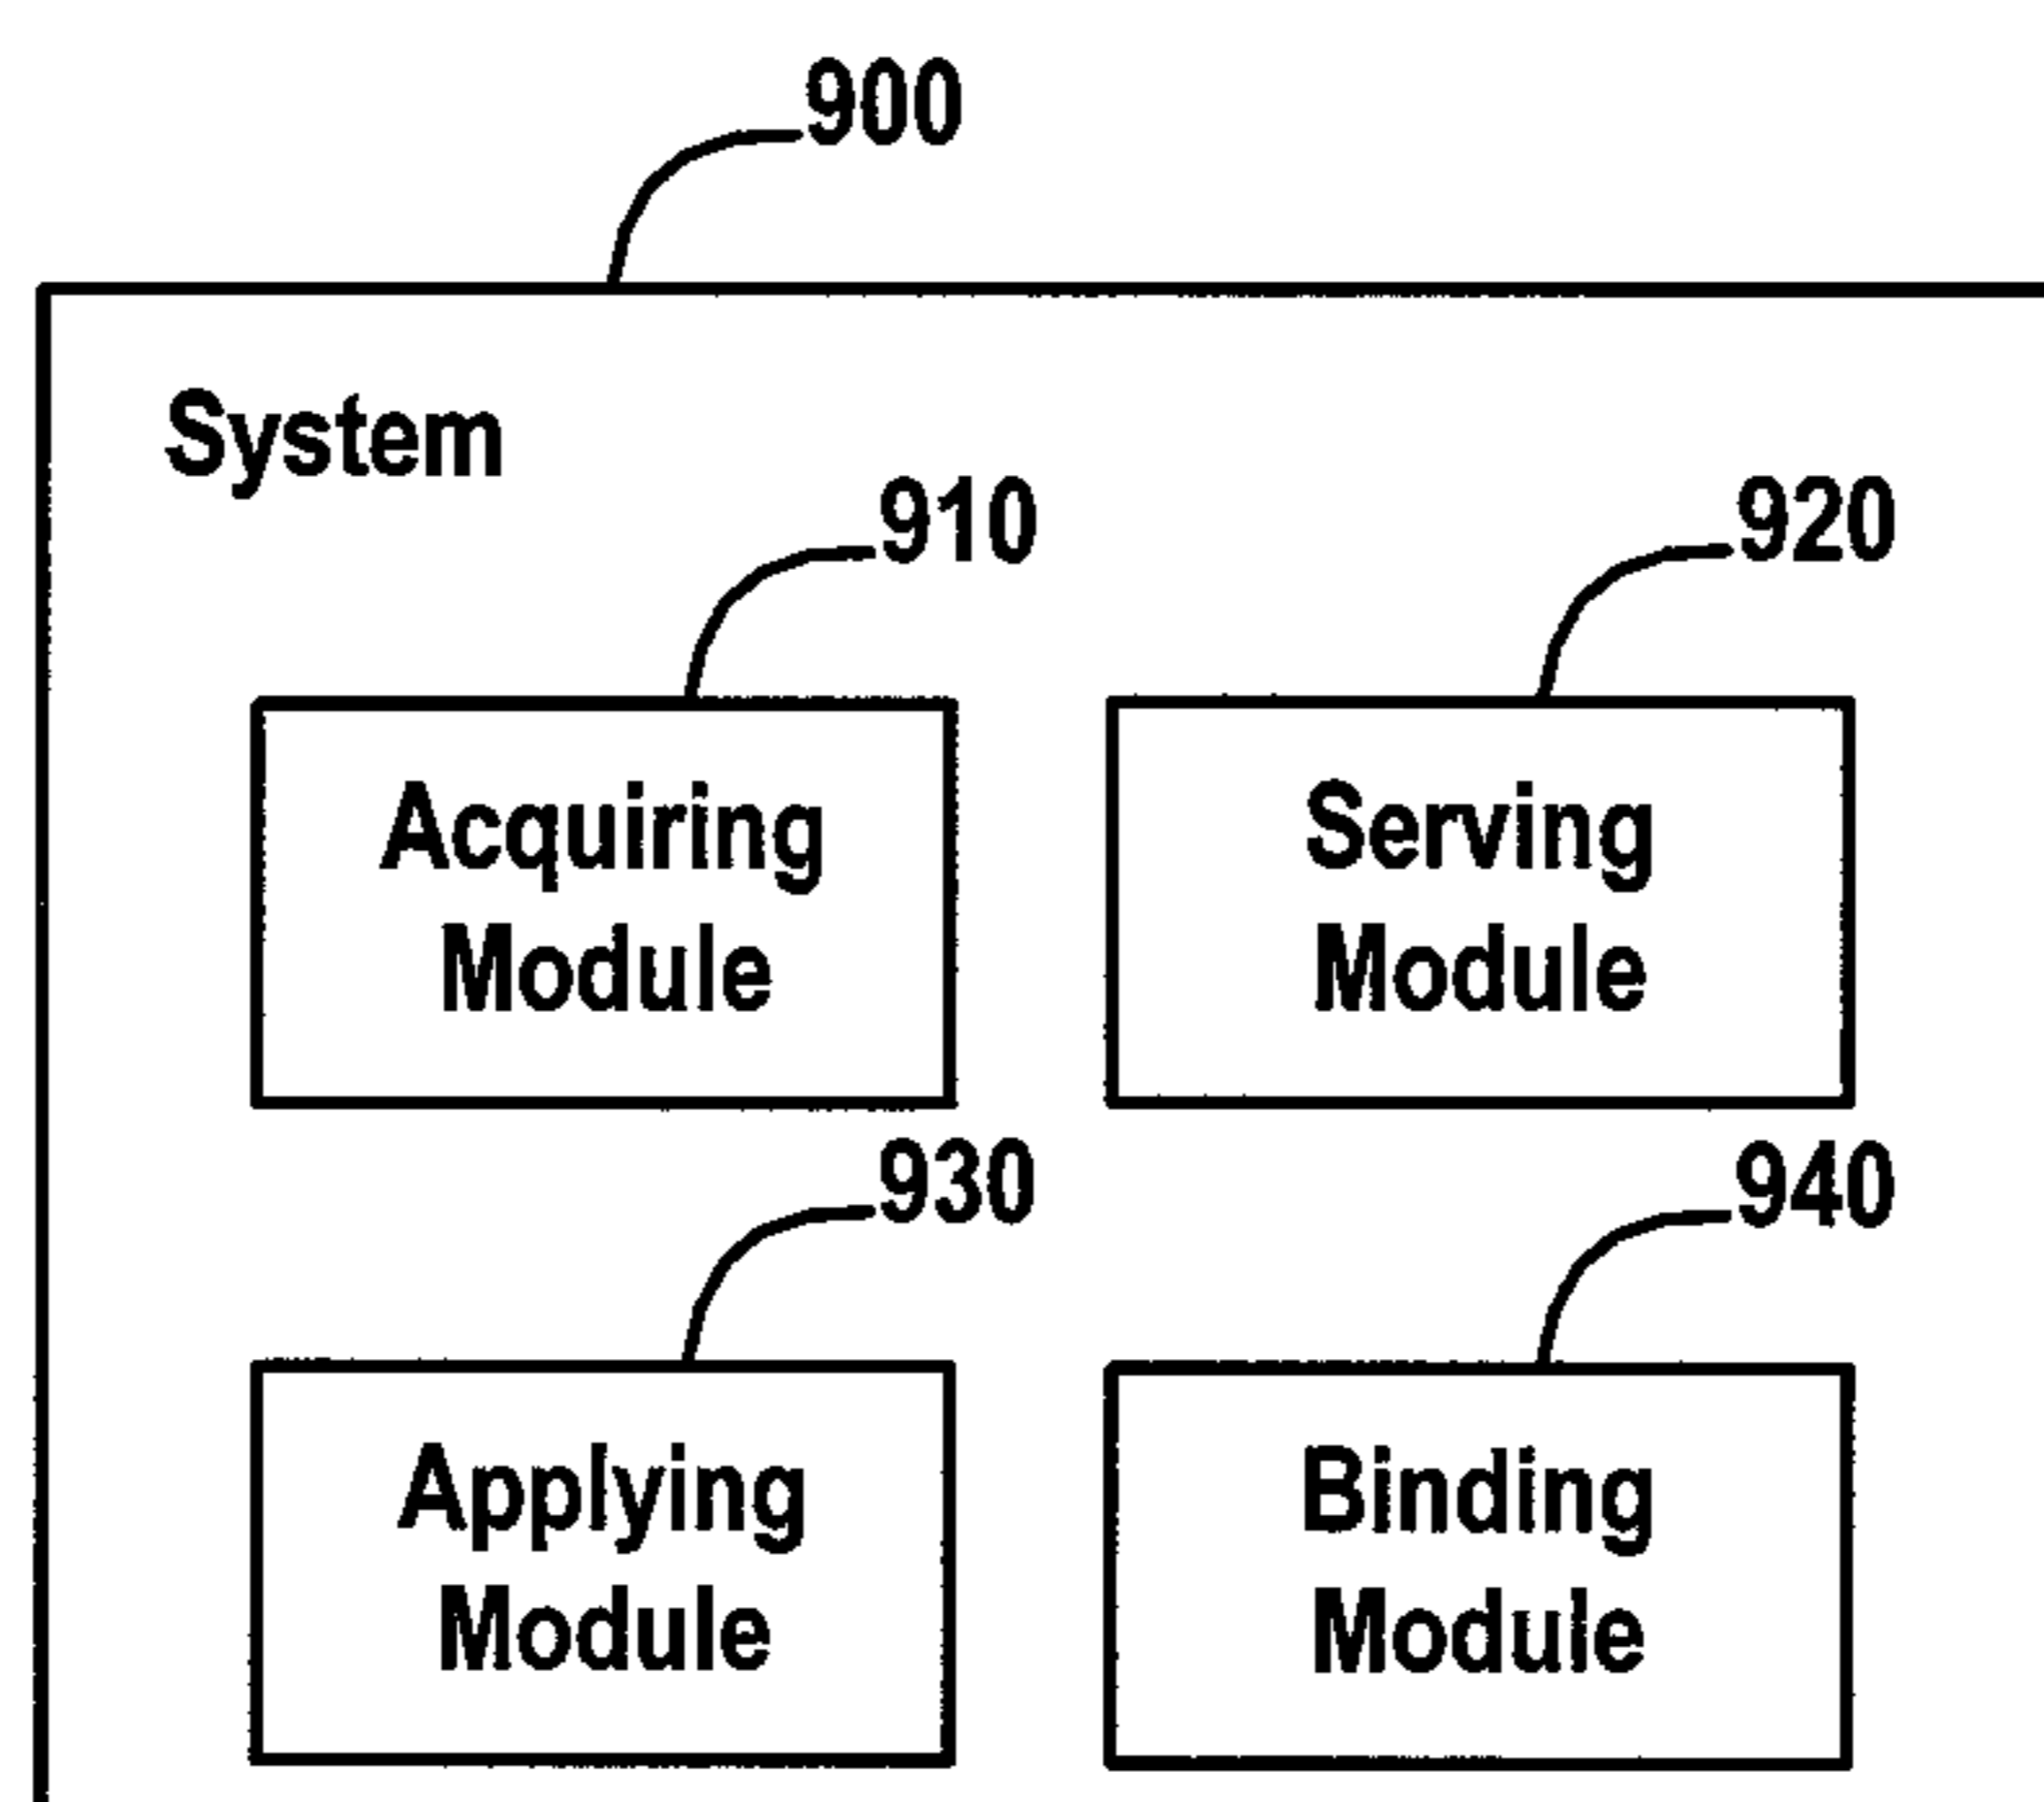 900
System
910
920
Acquiring
Module
Serving
Module
930
940
Applying
Module
Binding
Module